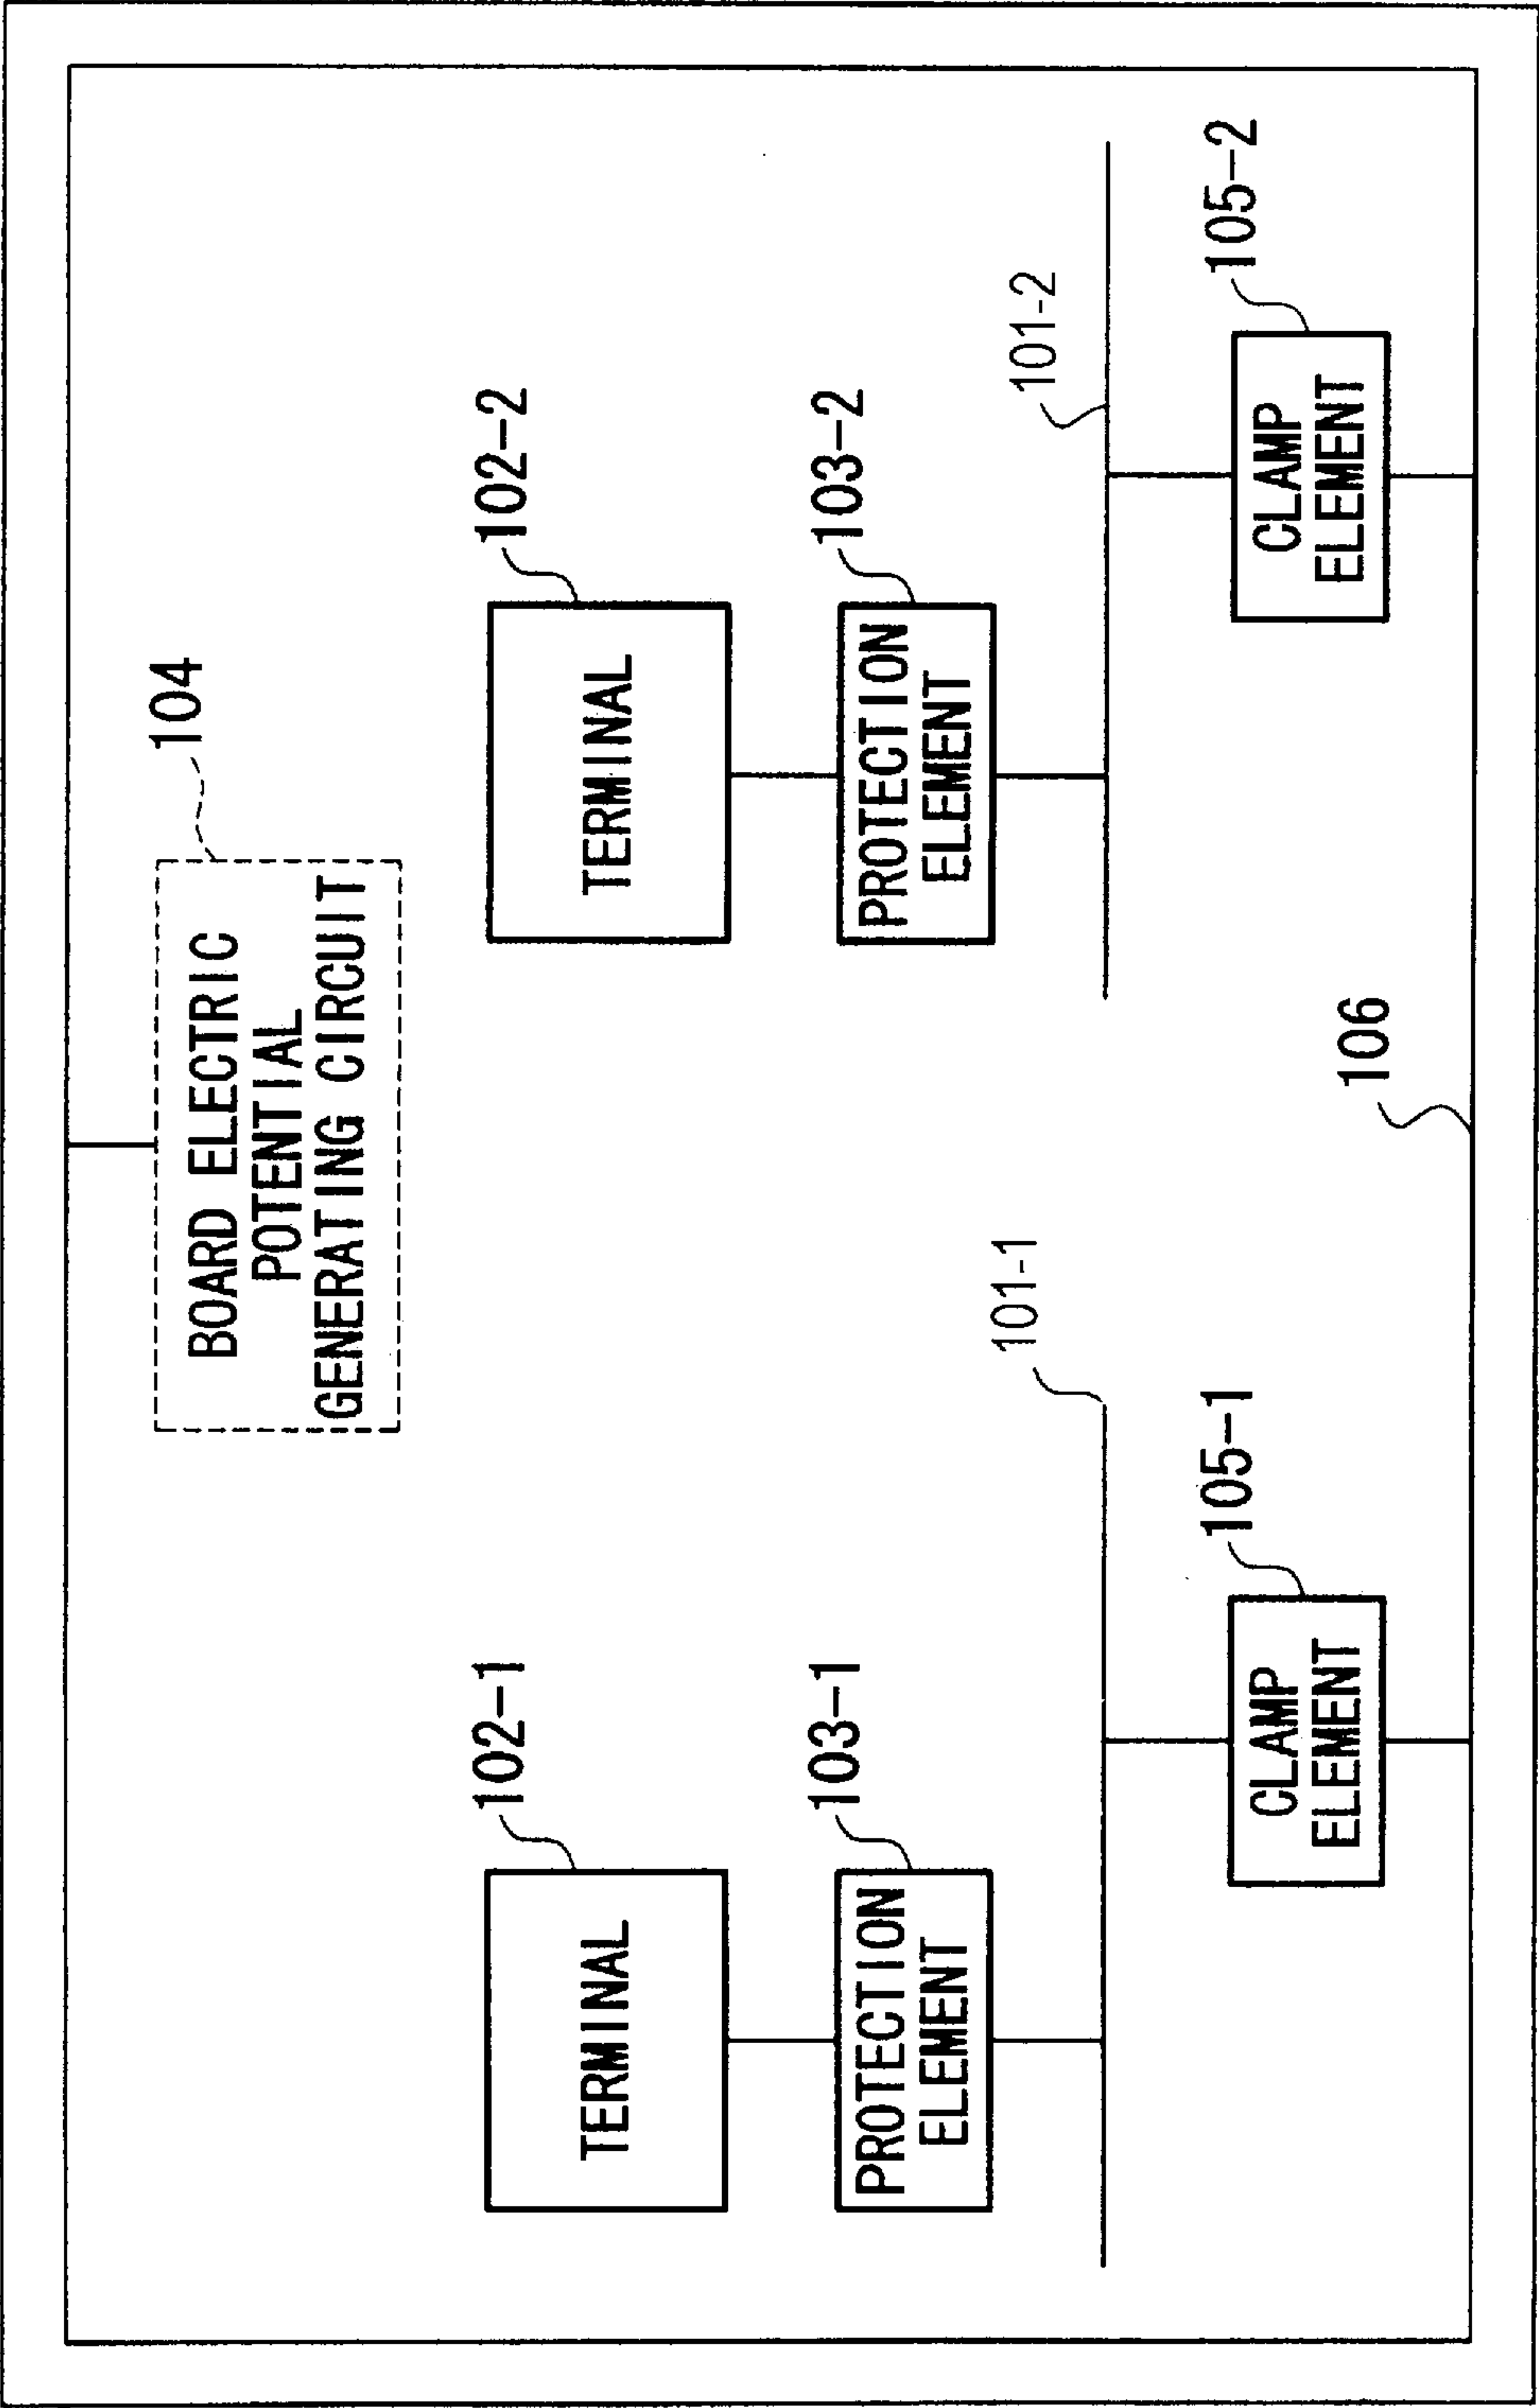 104
BOARD ELECTRIC
POTENTIAL
GENERATING CIRCUIT
102-1
TERMINAL
102-2
TERMINAL
103-1
PROTECTION
ELEMENT
103-2
PROTECTION
ELEMENT
101-1
101-2
105-1
CLAMP
ELEMENT
105-2
CLAMP
ELEMENT
106